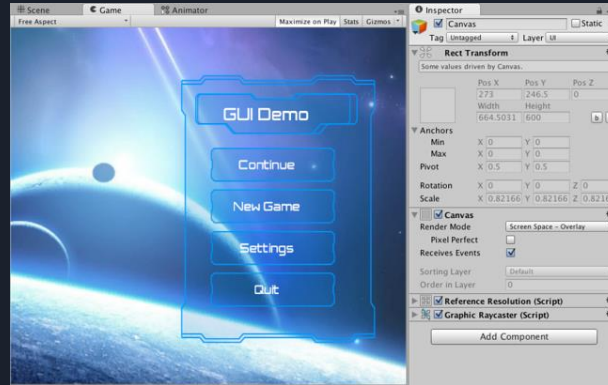 Scene Game Animator
Free Aspect Maximize on Play Stats Gizmos
GUI Demo
Continue
New Game
Settings
Quit
Inspector
Canvas Static
Tag Untagged Layer UI
Rect Transform
Some values driven by Canvas.
Pos X Pos Y Pos Z
273 246.5 0
Width Height
664.5031 600
Anchors
Min X 0 Y 0
Max X 0 Y 0
Pivot X 0.5 Y 0.5
Rotation X 0 Y 0 Z 0
Scale X 0.82166 Y 0.82166 Z 0.8216
Canvas
Render Mode Screen Space - Overlay
Pixel Perfect
Receives Events
Sorting Layer Default
Order in Layer 0
Reference Resolution (Script)
Graphic Raycaster (Script)
Add Component